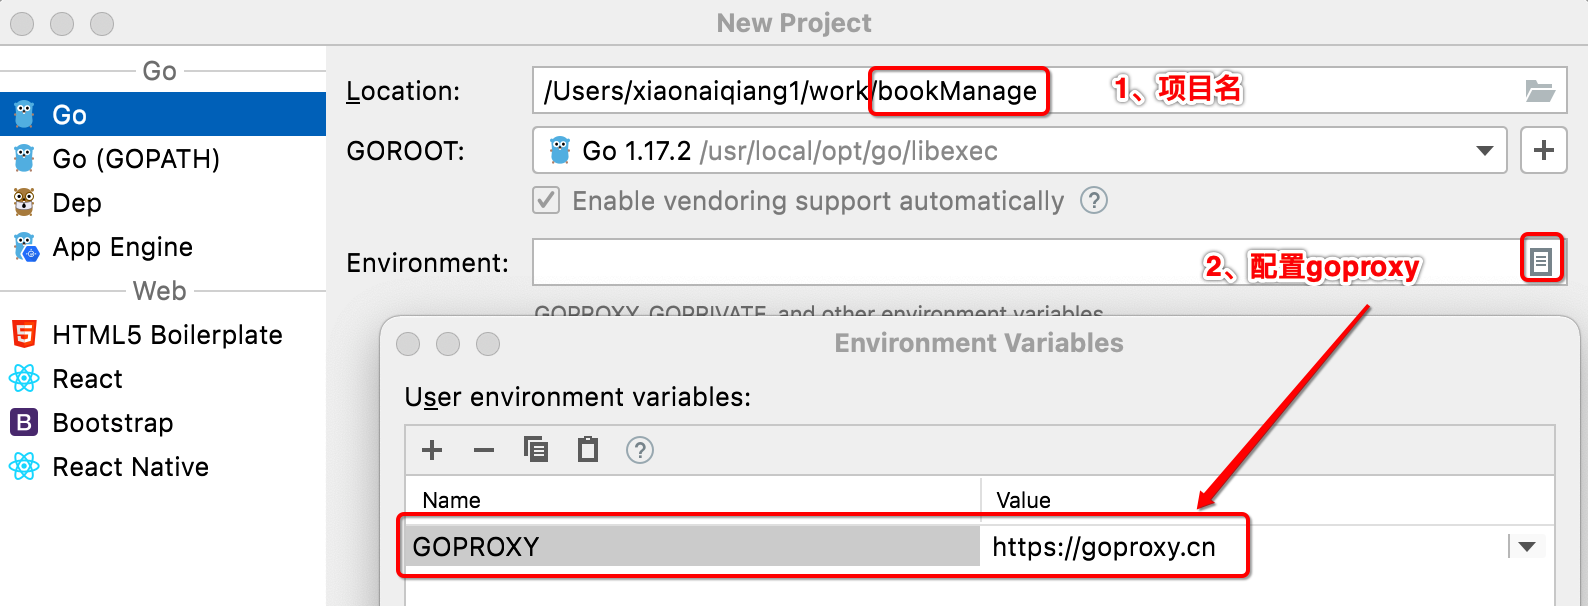 New Project
Go
Go
Go (GOPATH)
Dep
App Engine
Web
HTML5 Boilerplate
React
Bootstrap
React Native
Location: /Users/xiaonaiqiang1/work/bookManage 1、项目名
GOROOT: Go 1.17.2 /usr/local/opt/go/libexec
Enable vendoring support automatically ?
Environment:
2、配置goproxy
GOPROXY, GOPRIVATE, and other environment variables
Environment Variables
User environment variables:
Name Value
GOPROXY https://goproxy.cn